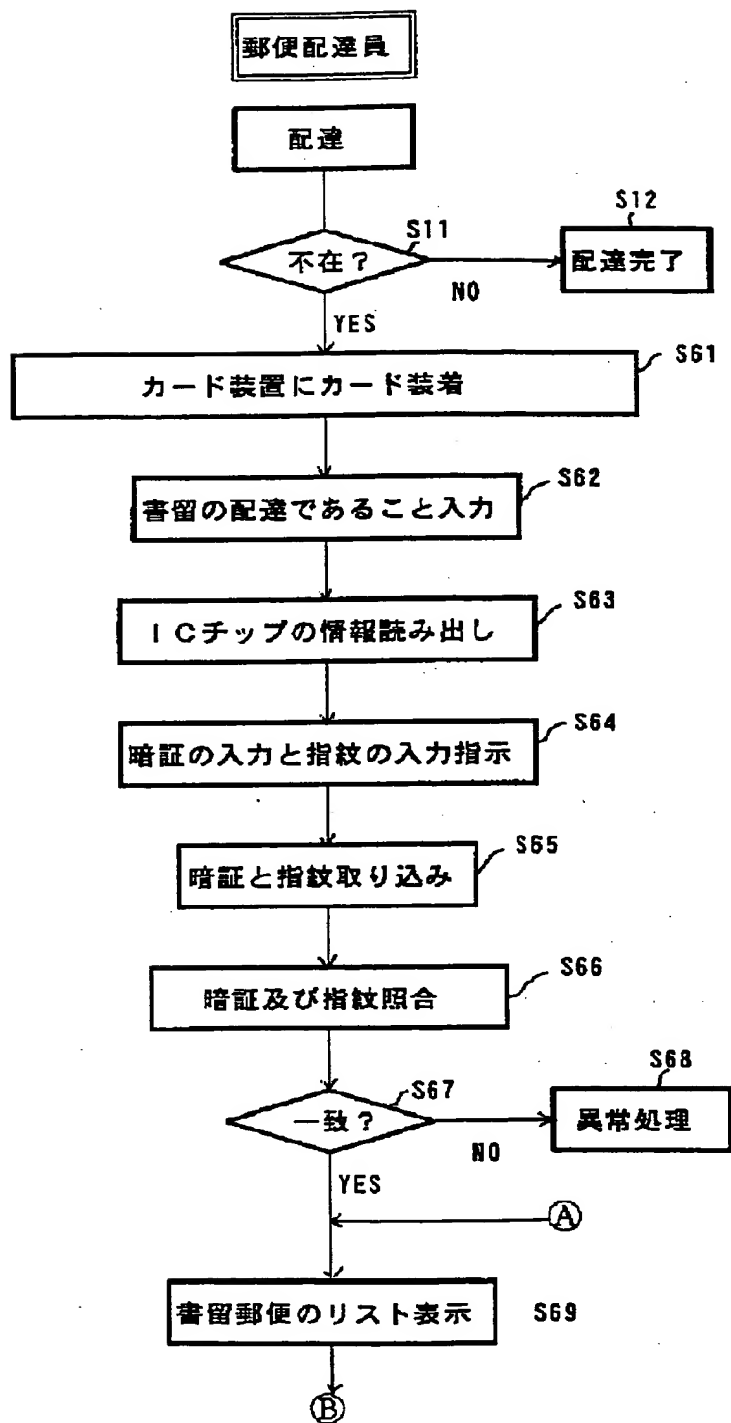 郵便配達員
配達
S11
不在？
NO
S12
配達完了
YES
S61
カード装置にカード装着
S62
書留の配達であること入力
S63
ＩＣチップの情報読み出し
S64
暗証の入力と指紋の入力指示
S65
暗証と指紋取り込み
S66
暗証及び指紋照合
S67
一致？
NO
S68
異常処理
YES
A
書留郵便のリスト表示
S69
B